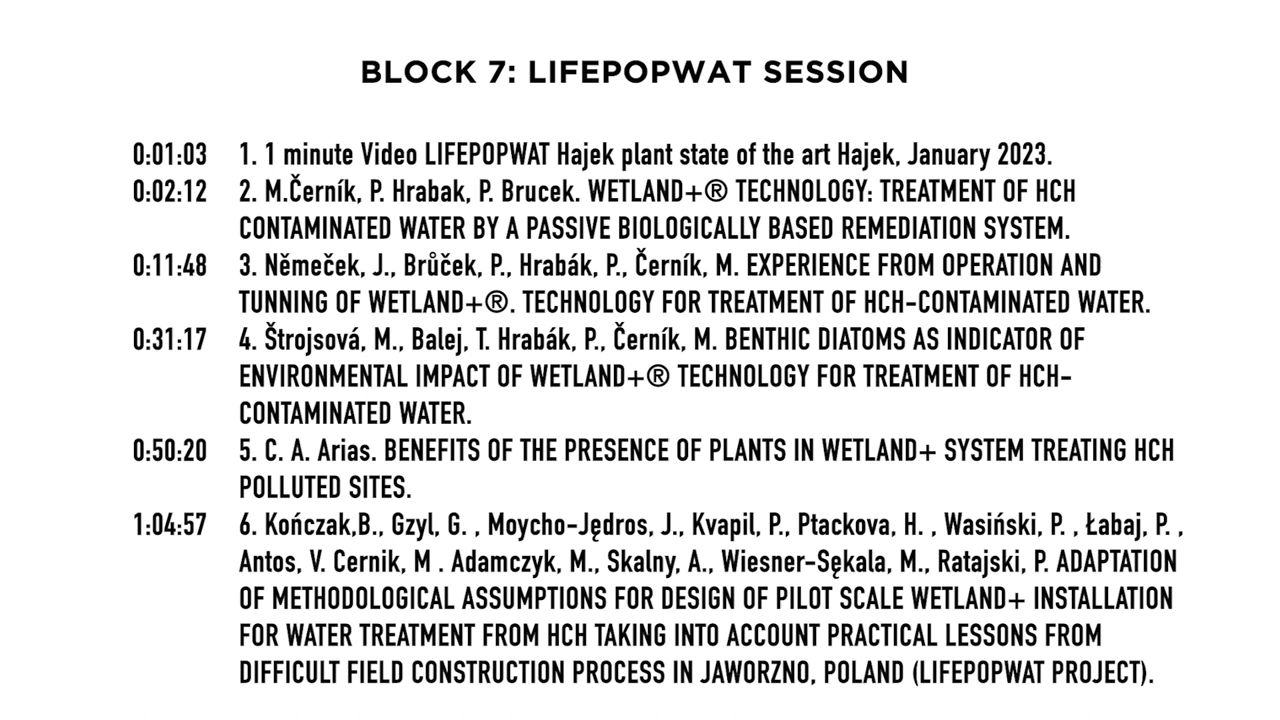 BLOCK 7: LIFEPOPWAT SESSION
0:01:03 1. 1 minute Video LIFEPOPWAT Hajek plant state of the art Hajek, January 2023.
0:02:12 2. M.Černík, P. Hrabak, P. Brucek. WETLAND+® TECHNOLOGY: TREATMENT OF HCH
CONTAMINATED WATER BY A PASSIVE BIOLOGICALLY BASED REMEDIATION SYSTEM.
0:11:48 3. Němeček, J., Brůček, P., Hrabák, P., Černík, M. EXPERIENCE FROM OPERATION AND
TUNNING OF WETLAND+®. TECHNOLOGY FOR TREATMENT OF HCH-CONTAMINATED WATER.
0:31:17 4. Štrojsová, M., Balej, T. Hrabák, P., Černík, M. BENTHIC DIATOMS AS INDICATOR OF
ENVIRONMENTAL IMPACT OF WETLAND+® TECHNOLOGY FOR TREATMENT OF HCH-
CONTAMINATED WATER.
0:50:20 5. C. A. Arias. BENEFITS OF THE PRESENCE OF PLANTS IN WETLAND+ SYSTEM TREATING HCH
POLLUTED SITES.
1:04:57 6. Kończak,B., Gzyl, G. , Moycho-Jędros, J., Kvapil, P., Ptackova, H. , Wasiński, P. , Łabaj, P. ,
Antos, V. Cernik, M . Adamczyk, M., Skalny, A., Wiesner-Sękala, M., Ratajski, P. ADAPTATION
OF METHODOLOGICAL ASSUMPTIONS FOR DESIGN OF PILOT SCALE WETLAND+ INSTALLATION
FOR WATER TREATMENT FROM HCH TAKING INTO ACCOUNT PRACTICAL LESSONS FROM
DIFFICULT FIELD CONSTRUCTION PROCESS IN JAWORZNO, POLAND (LIFEPOPWAT PROJECT).